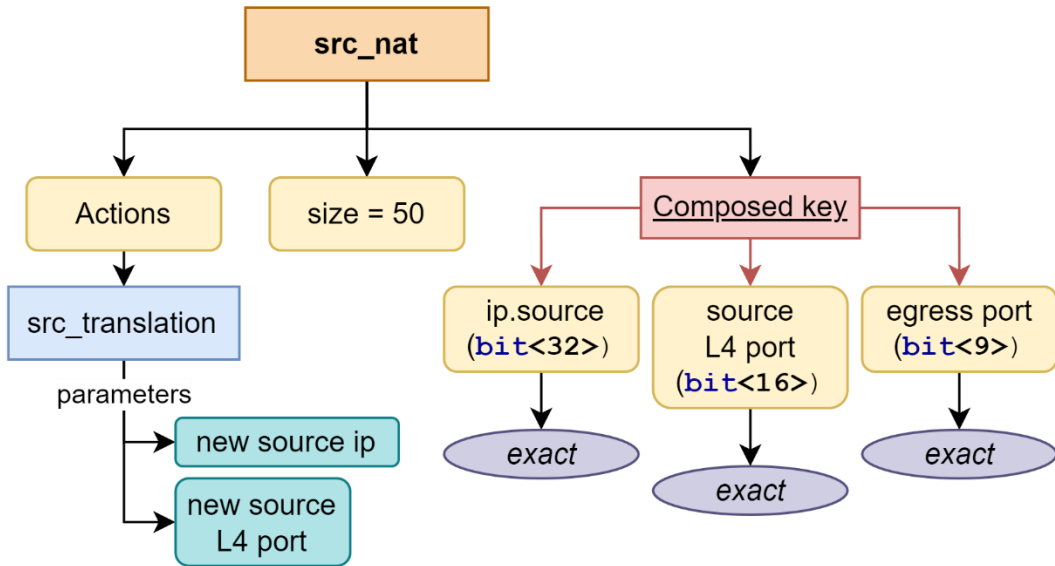 src_nat
Actions
size = 50
Composed key
src_translation
ip.source
(bit<32>)
source
L4 port
(bit<16>)
egress port
(bit<9>)
parameters
new source ip
exact
exact
exact
new source
L4 port